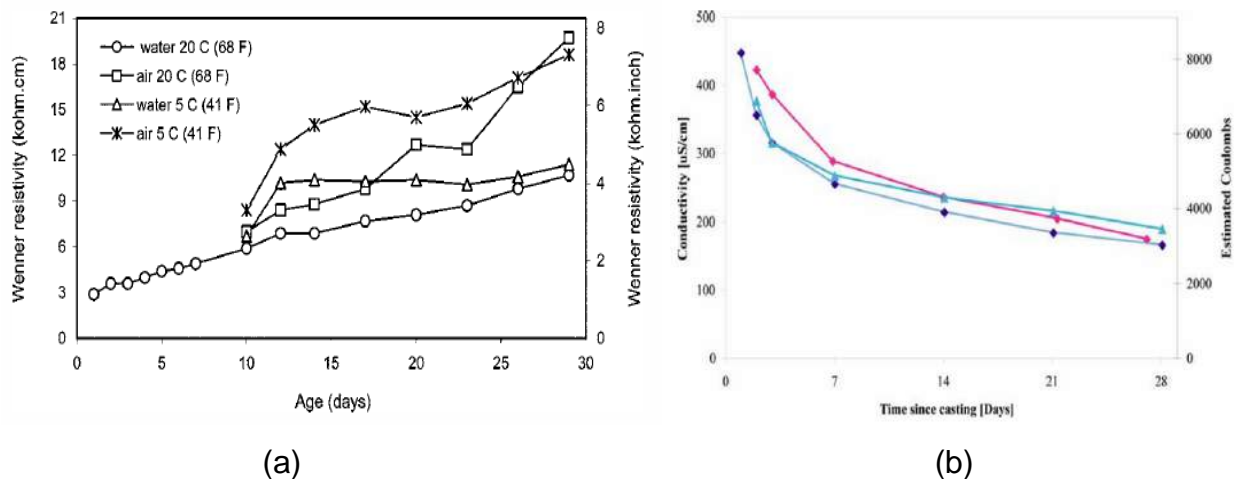 21
18
15
12
9
6
3
0
Wenner resistivity (kohm.cm)
water 20 C (68 F)
air 20 C (68 F)
water 5 C (41 F)
air 5 C (41 F)
8
6
4
2
0
Wenner resistivity (kohm.inch)
0 5 10 15 20 25 30
Age (days)
(a)
500
400
300
200
100
0
Conductivity [uS/cm]
8000
6000
4000
2000
0
Estimated Coulombs
0 7 14 21 28
Time since casting [Days]
(b)